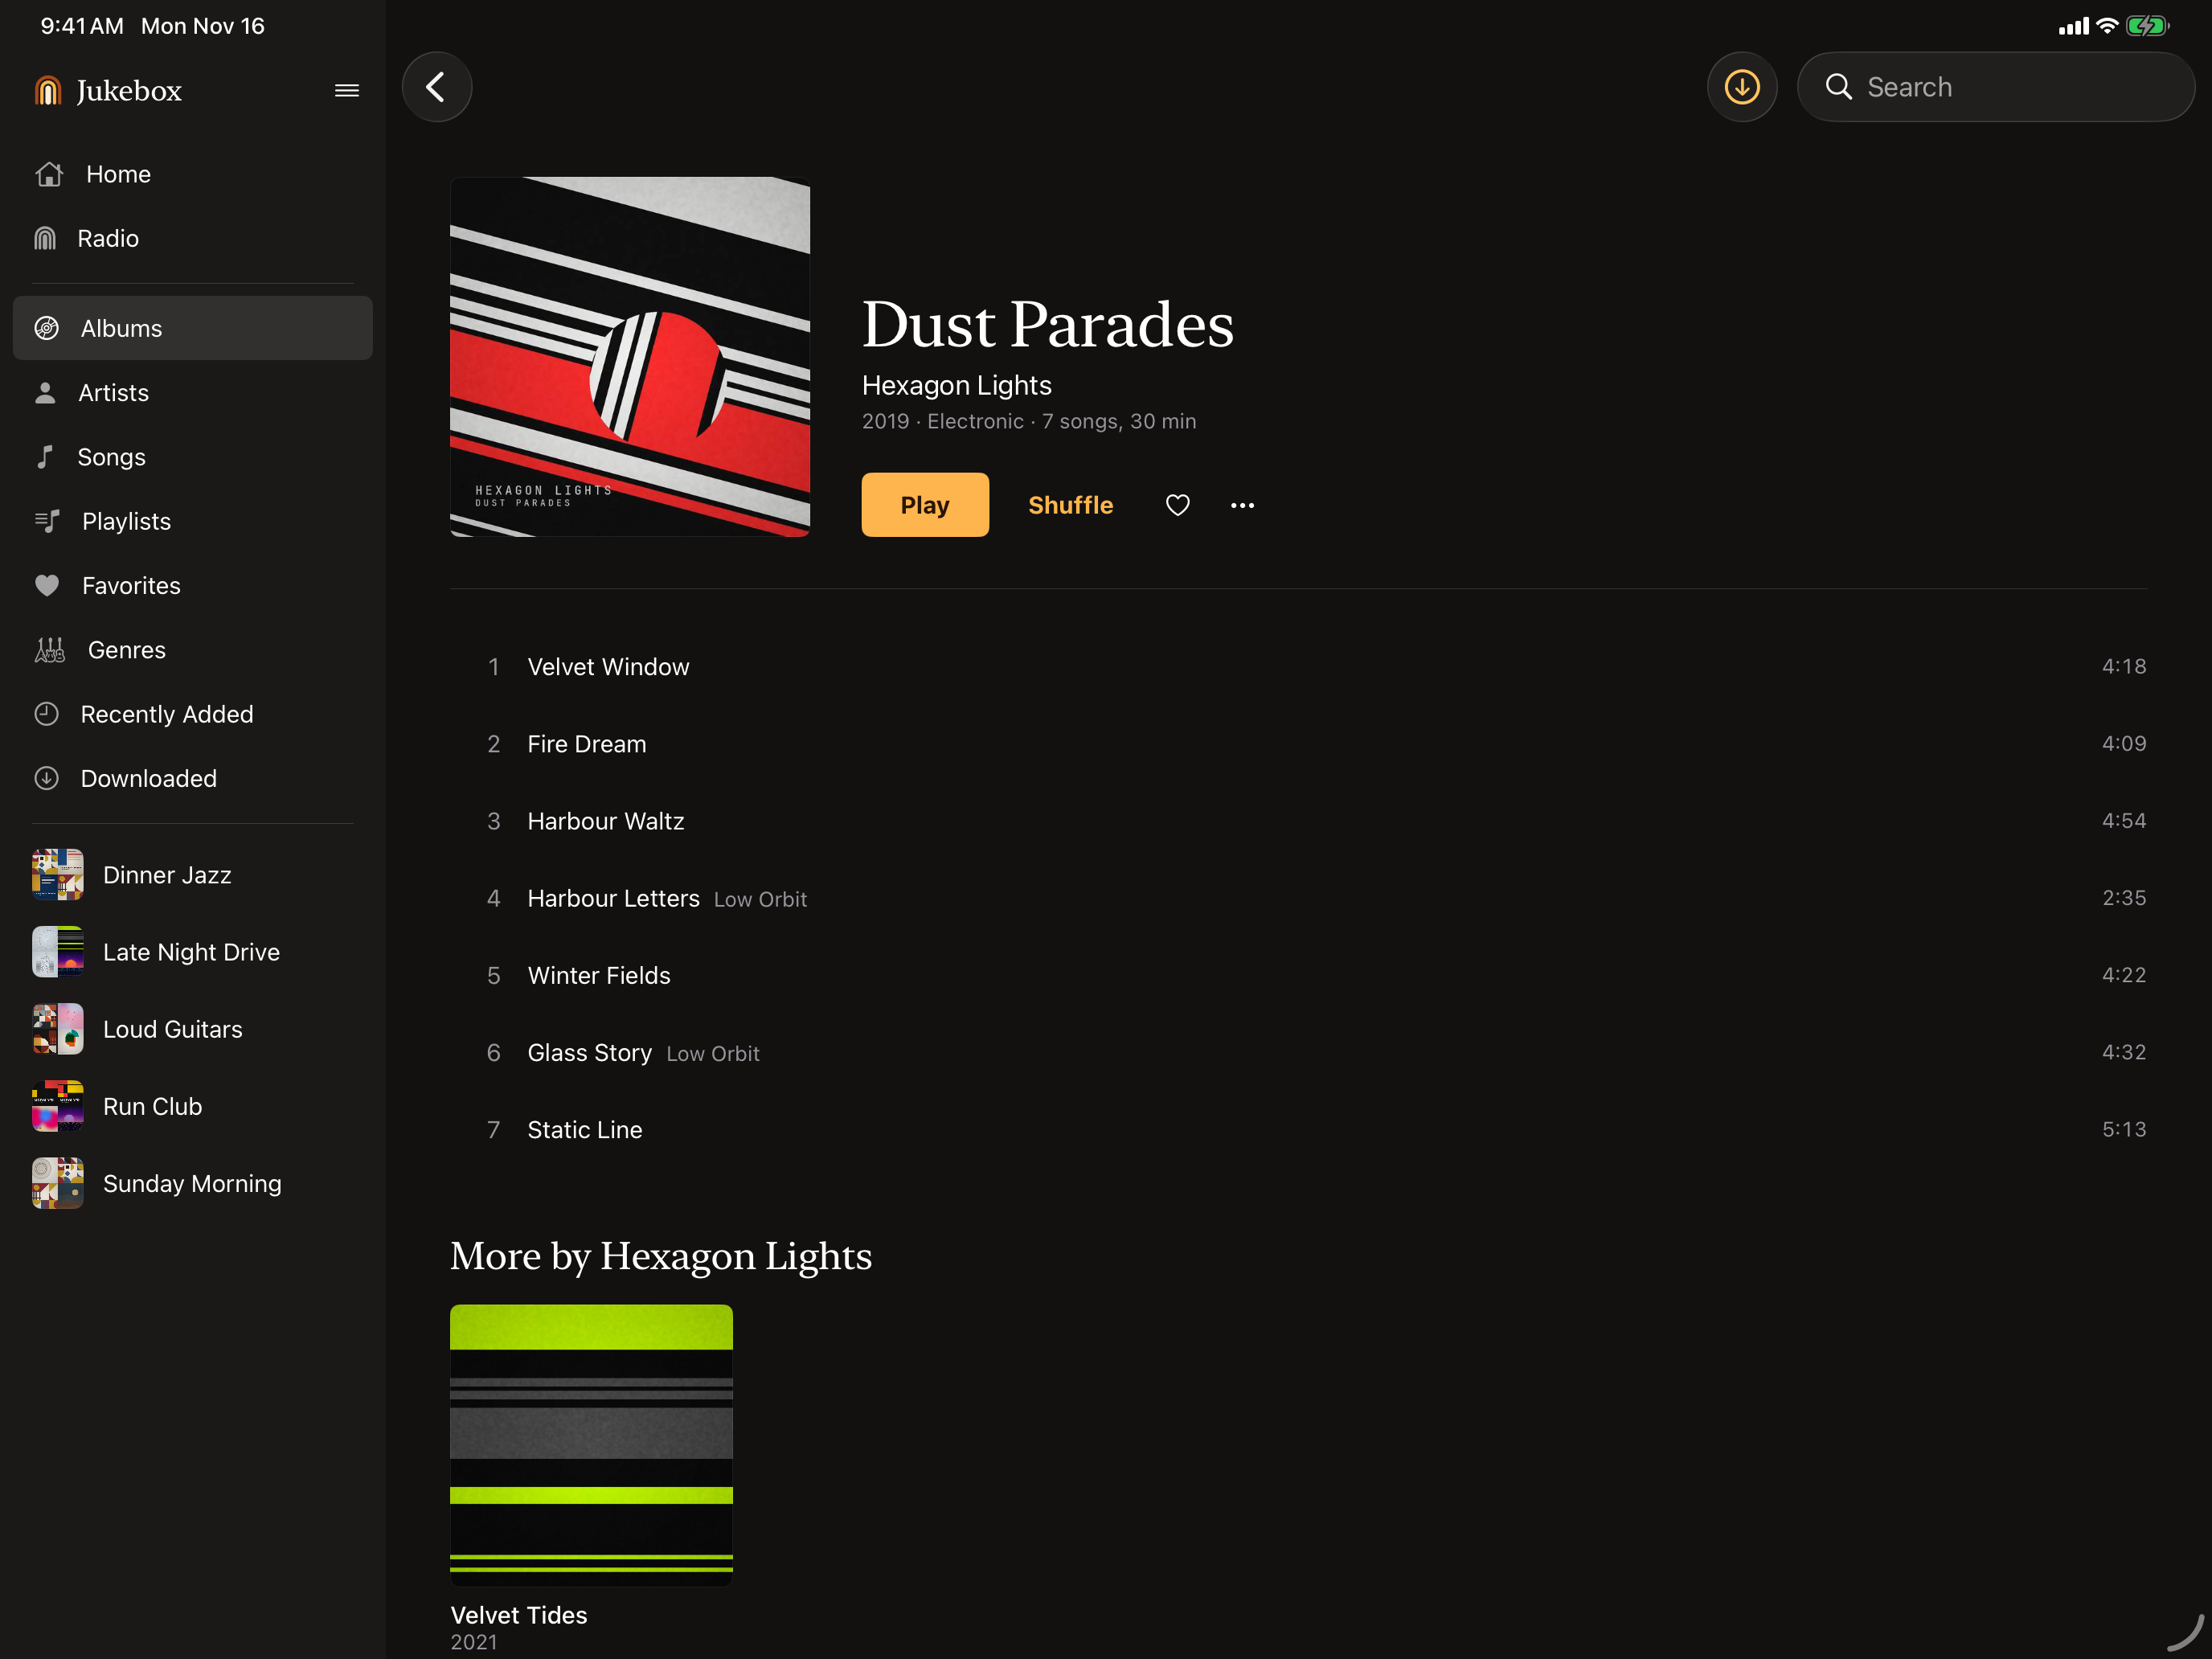 9:41 AM Mon Nov 16
Jukebox
Search
Home
Radio
Albums
Artists
Songs
Playlists
Favorites
Genres
Recently Added
Downloaded
Dinner Jazz
Late Night Drive
Loud Guitars
Run Club
Sunday Morning
HEXAGON LIGHTS
DUST PARADES
Dust Parades
Hexagon Lights
2019 · Electronic · 7 songs, 30 min
Play Shuffle
1 Velvet Window 4:18
2 Fire Dream 4:09
3 Harbour Waltz 4:54
4 Harbour Letters Low Orbit 2:35
5 Winter Fields 4:22
6 Glass Story Low Orbit 4:32
7 Static Line 5:13
More by Hexagon Lights
Velvet Tides
2021